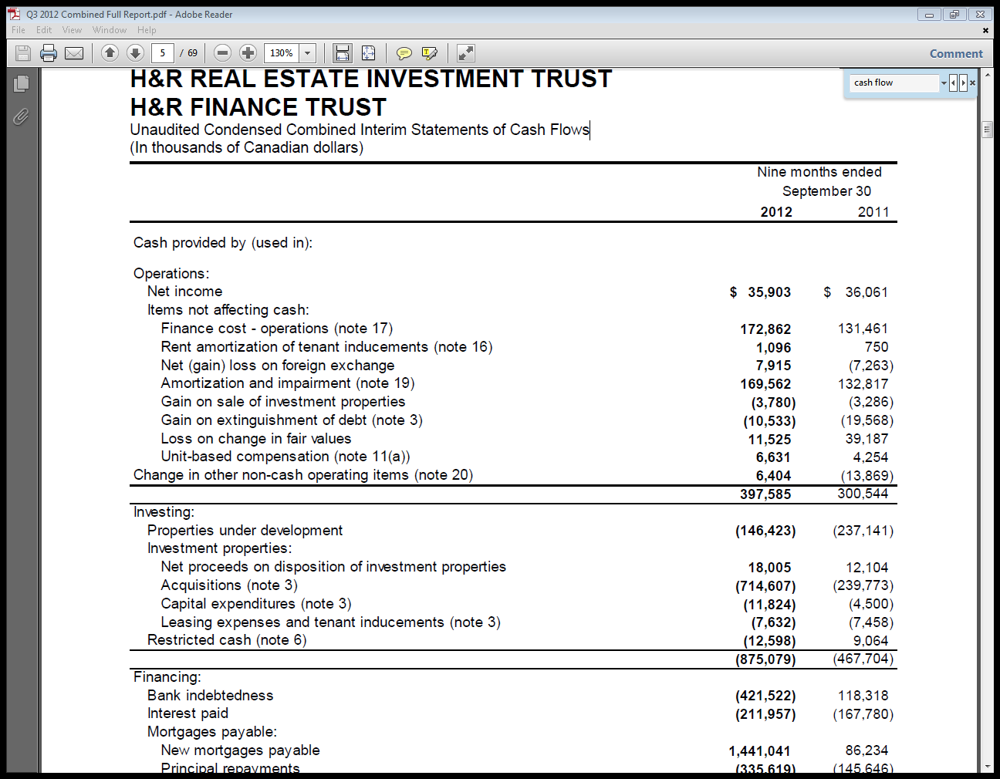 Q3 2012 Combined Full Report.pdf - Adobe Reader
File Edit View Window Help
5 / 69 130% Comment
cash flow
H&R REAL ESTATE INVESTMENT TRUST
H&R FINANCE TRUST
Unaudited Condensed Combined Interim Statements of Cash Flows
(In thousands of Canadian dollars)
Nine months ended
September 30
2012 2011
Cash provided by (used in):
Operations:
Net income $ 35,903 $ 36,061
Items not affecting cash:
Finance cost - operations (note 17) 172,862 131,461
Rent amortization of tenant inducements (note 16) 1,096 750
Net (gain) loss on foreign exchange 7,915 (7,263)
Amortization and impairment (note 19) 169,562 132,817
Gain on sale of investment properties (3,780) (3,286)
Gain on extinguishment of debt (note 3) (10,533) (19,568)
Loss on change in fair values 11,525 39,187
Unit-based compensation (note 11(a)) 6,631 4,254
Change in other non-cash operating items (note 20) 6,404 (13,869)
397,585 300,544
Investing:
Properties under development (146,423) (237,141)
Investment properties:
Net proceeds on disposition of investment properties 18,005 12,104
Acquisitions (note 3) (714,607) (239,773)
Capital expenditures (note 3) (11,824) (4,500)
Leasing expenses and tenant inducements (note 3) (7,632) (7,458)
Restricted cash (note 6) (12,598) 9,064
(875,079) (467,704)
Financing:
Bank indebtedness (421,522) 118,318
Interest paid (211,957) (167,780)
Mortgages payable:
New mortgages payable 1,441,041 86,234
Principal repayments (335,619) (145,646)